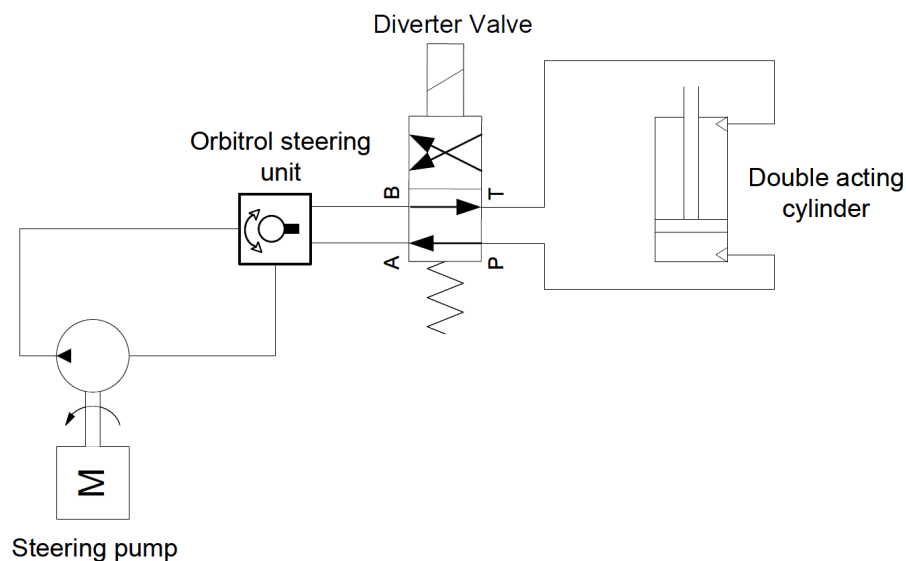 Diverter Valve
Orbitrol steering
unit
B
T
A
P
Double acting
cylinder
M
Steering pump